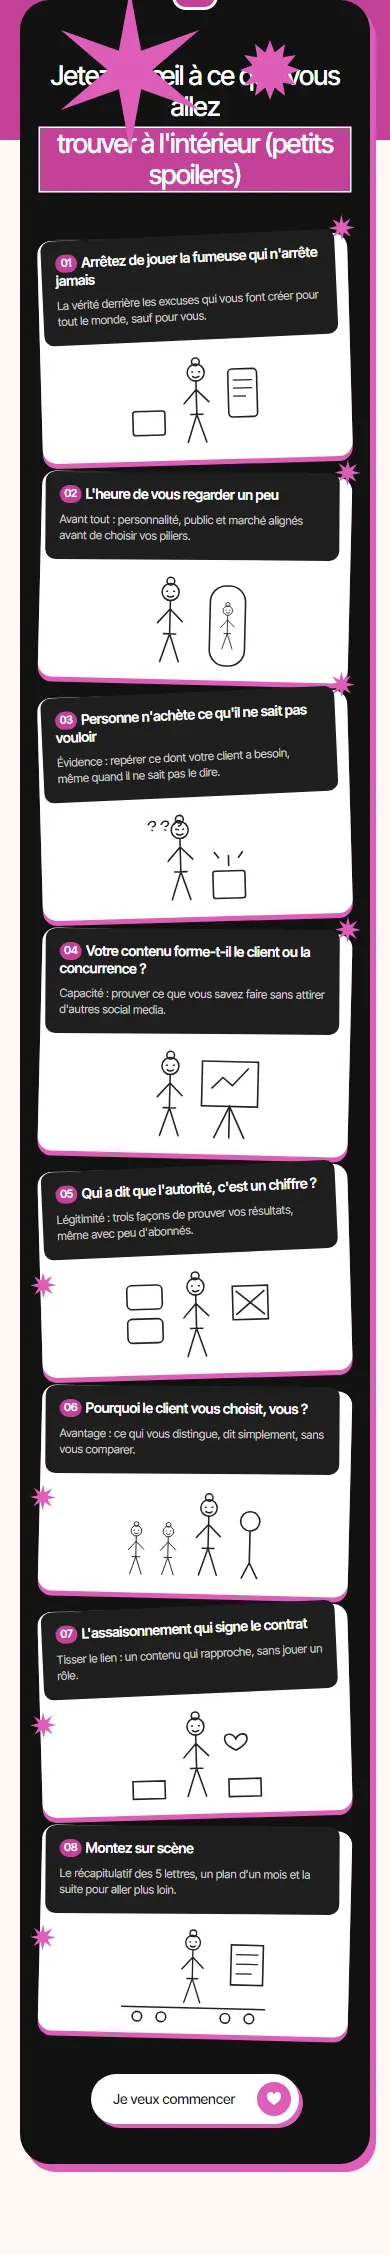 Jetez œil à ce vous
allez
trouver à l'intérieur (petits
spoilers)
01 Arrêtez de jouer la fumeuse qui n'arrête
jamais
La vérité derrière les excuses qui vous font créer pour
tout le monde, sauf pour vous.
02 L'heure de vous regarder un peu
Avant tout : personnalité, public et marché alignés
avant de choisir vos piliers.
03 Personne n'achète ce qu'il ne sait pas
vouloir
Évidence : repérer ce dont votre client a besoin,
même quand il ne sait pas le dire.
? ? ?
04 Votre contenu forme-t-il le client ou la
concurrence ?
Capacité : prouver ce que vous savez faire sans attirer
d'autres social media.
05 Qui a dit que l'autorité, c'est un chiffre ?
Légitimité : trois façons de prouver vos résultats,
même avec peu d'abonnés.
06 Pourquoi le client vous choisit, vous ?
Avantage : ce qui vous distingue, dit simplement, sans
vous comparer.
07 L'assaisonnement qui signe le contrat
Tisser le lien : un contenu qui rapproche, sans jouer un
rôle.
08 Montez sur scène
Le récapitulatif des 5 lettres, un plan d'un mois et la
suite pour aller plus loin.
Je veux commencer